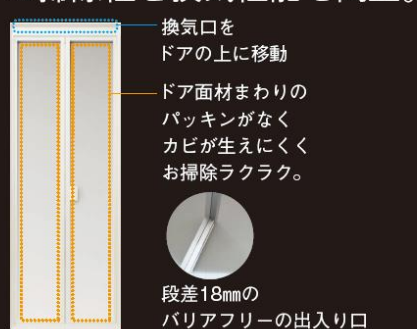 換気口を
ドアの上に移動
ドア面材まわりの
パッキンがなく
カビが生えにくく
お掃除ラクラク。
段差18㎜の
バリアフリーの出入り口